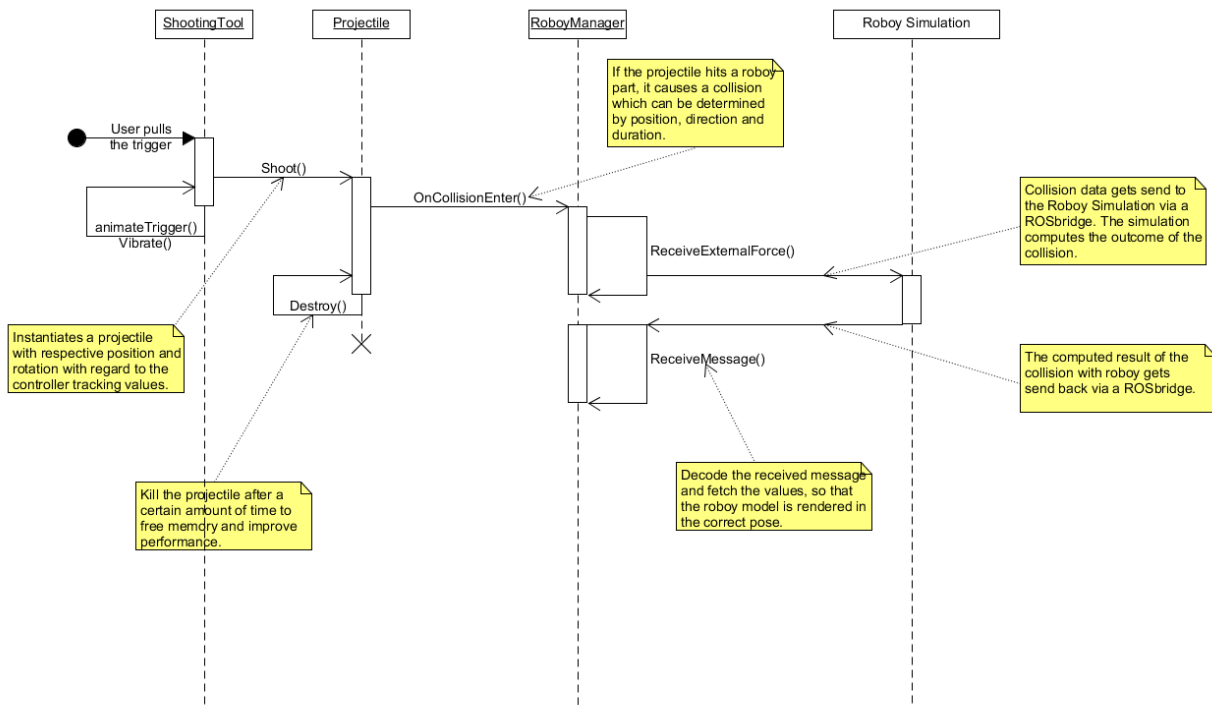 ShootingTool
Projectile
RoboyManager
Roboy Simulation
If the projectile hits a roboy
part, it causes a collision
which can be determined
by position, direction and
duration.
User pulls
the trigger
Shoot()
OnCollisionEnter()
Collision data gets send to
the Roboy Simulation via a
ROSbridge. The simulation
computes the outcome of the
collision.
animateTrigger()
Vibrate()
ReceiveExternalForce()
Destroy()
Instantiates a projectile
with respective position and
rotation with regard to the
controller tracking values.
ReceiveMessage()
The computed result of the
collision with roboy gets
send back via a ROSbridge.
Decode the received message
and fetch the values, so that
the roboy model is rendered in
the correct pose.
Kill the projectile after a
certain amount of time to
free memory and improve
performance.